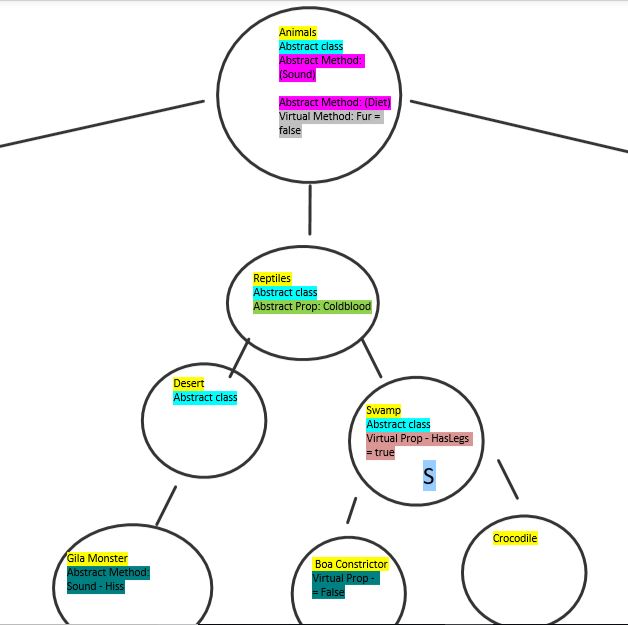 Animals
Abstract class
Abstract Method:
(Sound)
Abstract Method: (Diet)
Virtual Method: Fur =
false
Reptiles
Abstract class
Abstract Prop: Coldblood
Desert
Abstract class
Swamp
Abstract class
Virtual Prop - HasLegs
= true
S
Gila Monster
Abstract Method:
Sound - Hiss
Boa Constrictor
Virtual Prop -
= False
Crocodile